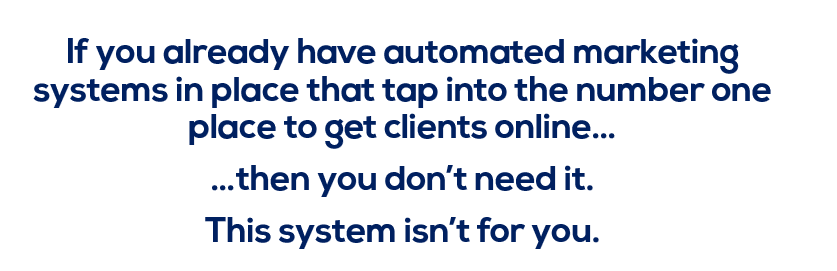 If you already have automated marketing
systems in place that tap into the number one
place to get clients online...
...then you don’t need it.
This system isn’t for you.